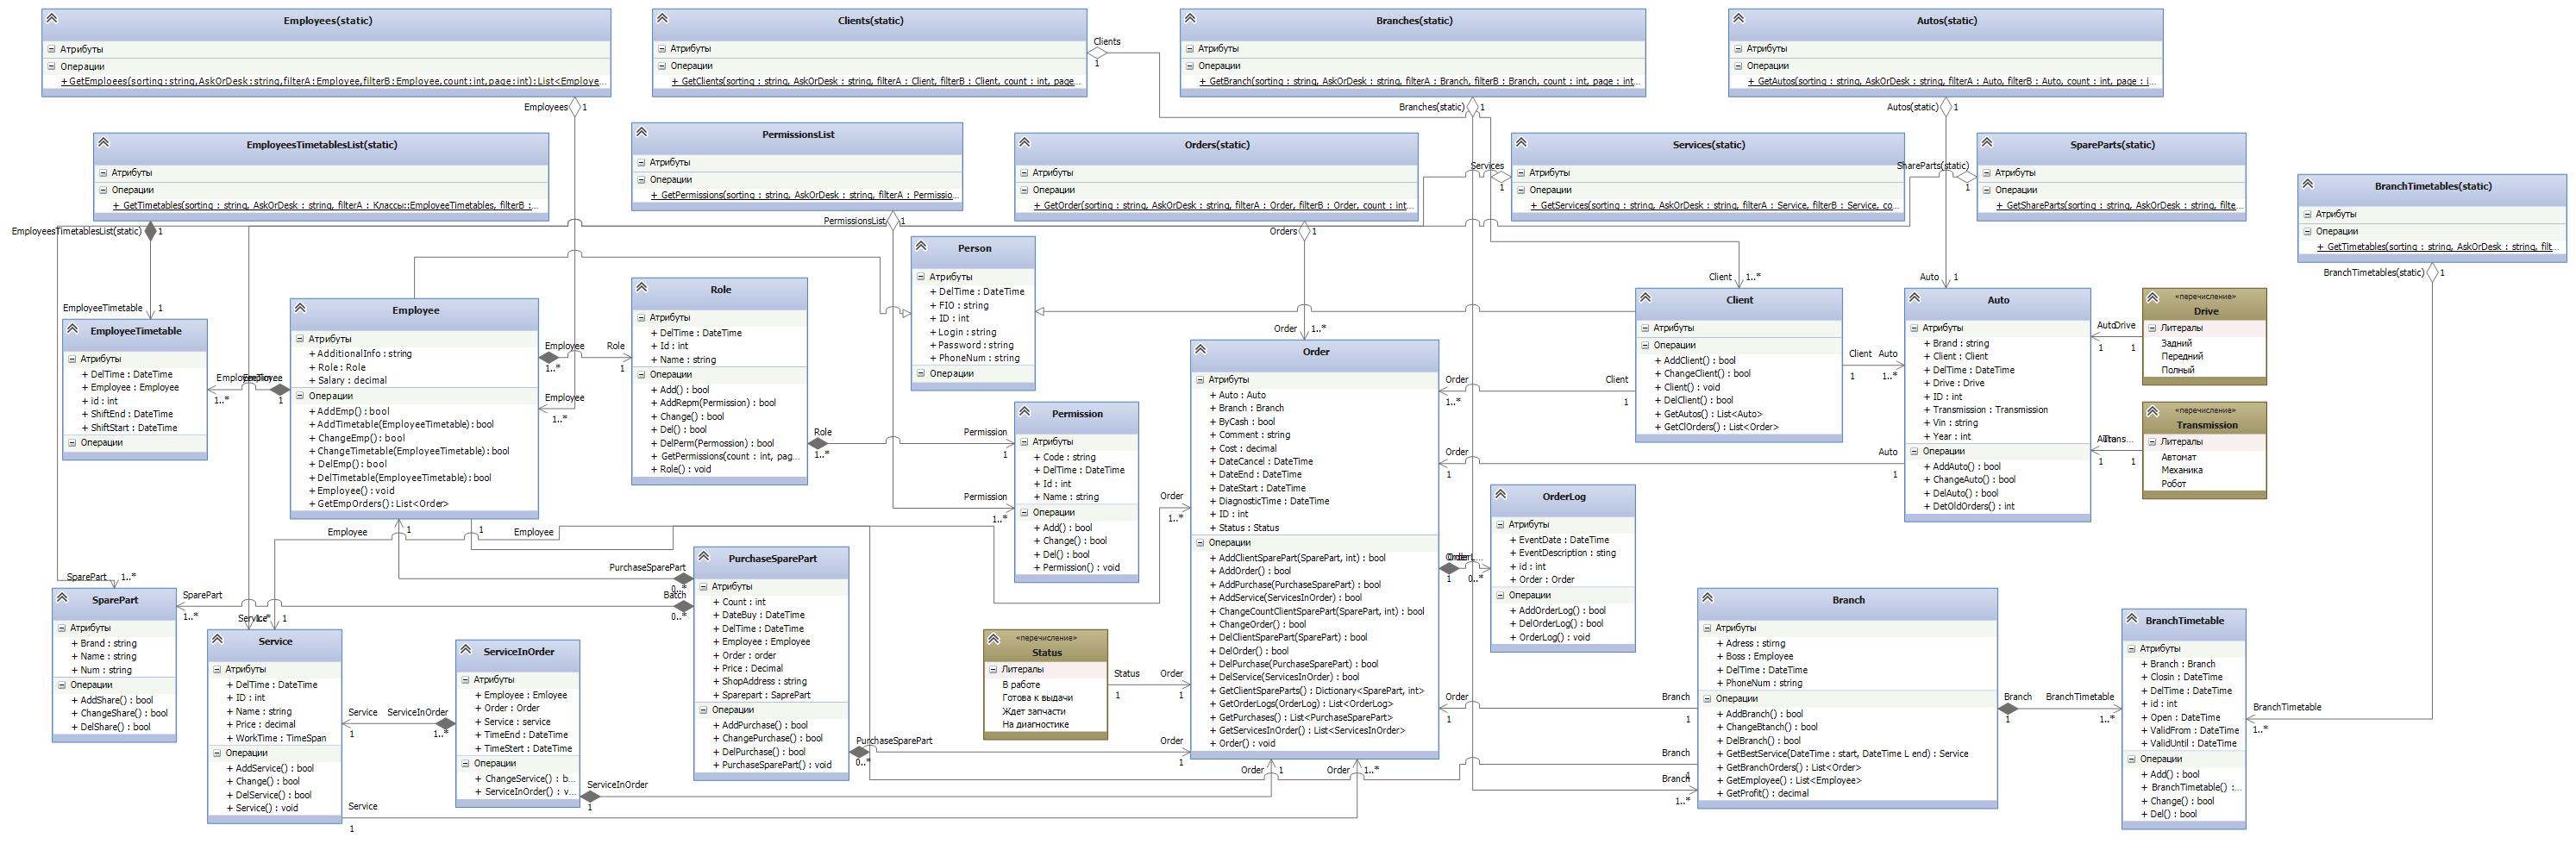 Employees(static)
Атрибуты
Операции
+ GetEmploees(sorting : string, AskOrDesk : string, filterA : Employee, filterB : Employee, count : int, page : int) : List<Employe...
Employees
1
Clients(static)
Атрибуты
Операции
+ GetClients(sorting : string, AskOrDesk : string, filterA : Client, filterB : Client, count : int, page...
Clients
1
Branches(static)
Атрибуты
Операции
+ GetBranch(sorting : string, AskOrDesk : string, filterA : Branch, filterB : Branch, count : int, page : int...
Branches(static)
1
Autos(static)
Атрибуты
Операции
+ GetAutos(sorting : string, AskOrDesk : string, filterA : Auto, filterB : Auto, count : int, page : i...
Autos(static)
1
EmployeesTimetablesList(static)
Атрибуты
Операции
+ GetTimetables(sorting : string, AskOrDesk : string, filterA : Классы::EmployeeTimetables, filterB : ...
EmployeesTimetablesList(static)
1
PermissionsList
Атрибуты
Операции
+ GetPermissions(sorting : string, AskOrDesk : string, filterA : Permissio...
PermissionsList
1
Orders(static)
Атрибуты
Операции
+ GetOrder(sorting : string, AskOrDesk : string, filterA : Order, filterB : Order, count : int...
Orders
1
Services(static)
Атрибуты
Операции
+ GetServices(sorting : string, AskOrDesk : string, filterA : Service, filterB : Service, co...
Services
1
SpareParts(static)
Атрибуты
Операции
+ GetShareParts(sorting : string, AskOrDesk : string, filte...
ShareParts(static)
1
BranchTimetables(static)
Атрибуты
Операции
+ GetTimetables(sorting : string, AskOrDesk : string, filt...
BranchTimetables(static)
1
EmployeeTimetable
1
EmployeeTimetable
Атрибуты
+ DelTime : DateTime
+ Employee : Employee
+ id : int
+ ShiftEnd : DateTime
+ ShiftStart : DateTime
Операции
1..*
1
Employee
Атрибуты
+ AdditionalInfo : string
+ Role : Role
+ Salary : decimal
Операции
+ AddEmp() : bool
+ AddTimetable(EmployeeTimetable) : bool
+ ChangeEmp() : bool
+ ChangeTimetable(EmployeeTimetable) : bool
+ DelEmp() : bool
+ DelTimetable(EmployeeTimetable) : bool
+ Employee() : void
+ GetEmpOrders() : List<Order>
Employee
1..*
Role
1
Employee
1..*
Role
Атрибуты
+ DelTime : DateTime
+ Id : int
+ Name : string
Операции
+ Add() : bool
+ AddRepm(Permission) : bool
+ Change() : bool
+ Del() : bool
+ DelPerm(Permossion) : bool
+ GetPermissions(count : int, pag...
+ Role() : void
Role
1..*
Permission
1
Permission
1..*
Person
Атрибуты
+ DelTime : DateTime
+ FIO : string
+ ID : int
+ Login : string
+ Password : string
+ PhoneNum : string
Операции
Permission
Атрибуты
+ Code : string
+ DelTime : DateTime
+ Id : int
+ Name : string
Операции
+ Add() : bool
+ Change() : bool
+ Del() : bool
+ Permission() : void
Order
1..*
Order
Атрибуты
+ Auto : Auto
+ Branch : Branch
+ ByCash : bool
+ Comment : string
+ Cost : decimal
+ DateCancel : DateTime
+ DateEnd : DateTime
+ DateStart : DateTime
+ DiagnosticTime : DateTime
+ ID : int
+ Status : Status
Операции
+ AddClientSparePart(SparePart, int) : bool
+ AddOrder() : bool
+ AddPurchase(PurchaseSparePart) : bool
+ AddService(ServicesInOrder) : bool
+ ChangeCountClientSparePart(SparePart, int) : bool
+ ChangeOrder() : bool
+ DelClientSparePart(SparePart) : bool
+ DelOrder() : bool
+ DelPurchase(PurchaseSparePart) : bool
+ DelService(ServicesInOrder) : bool
+ GetClientSpareParts() : Dictionary<SparePart, int>
+ GetOrderLogs(OrderLog) : List<OrderLog>
+ GetPurchases() : List<PurchaseSparePart>
+ GetServicesInOrder() : List<ServicesInOrder>
+ Order() : void
Client
1..*
Client
Атрибуты
Операции
+ AddClient() : bool
+ ChangeClient() : bool
+ Client() : void
+ DelClient() : bool
+ GetAutos() : List<Auto>
+ GetClOrders() : List<Order>
Order
1..*
Client
1
Client
1
Auto
1..*
Auto
1
Auto
Атрибуты
+ Brand : string
+ Client : Client
+ DelTime : DateTime
+ Drive : Drive
+ ID : int
+ Transmission : Transmission
+ Vin : string
+ Year : int
Операции
+ AddAuto() : bool
+ ChangeAuto() : bool
+ DelAuto() : bool
+ DetOldOrders() : int
Order
1
Auto
1
«перечисление»
Drive
Литералы
Задний
Передний
Полный
Auto
Drive
1
1
«перечисление»
Transmission
Литералы
Автомат
Механика
Робот
1
1
OrderLog
Атрибуты
+ EventDate : DateTime
+ EventDescription : sting
+ id : int
+ Order : Order
Операции
+ AddOrderLog() : bool
+ DelOrderLog() : bool
+ OrderLog() : void
1
0..*
Order
1..*
Employee
1
Employee
1
PurchaseSparePart
Атрибуты
+ Count : int
+ DateBuy : DateTime
+ DelTime : DateTime
+ Employee : Employee
+ Order : order
+ Price : Decimal
+ ShopAddress : string
+ Sparepart : SaprePart
Операции
+ AddPurchase() : bool
+ ChangePurchase() : bool
+ DelPurchase() : bool
+ PurchaseSparePart() : void
PurchaseSparePart
0..*
Batch
0..*
SparePart
1..*
SparePart
1..*
SparePart
Атрибуты
+ Brand : string
+ Name : string
+ Num : string
Операции
+ AddShare() : bool
+ ChangeShare() : bool
+ DelShare() : bool
1
Service
Атрибуты
+ DelTime : DateTime
+ ID : int
+ Name : string
+ Price : decimal
+ WorkTime : TimeSpan
Операции
+ AddService() : bool
+ Change() : bool
+ DelService() : bool
+ Service() : void
Service
1
ServiceInOrder
1..*
ServiceInOrder
Атрибуты
+ Employee : Emloyee
+ Order : Order
+ Service : service
+ TimeEnd : DateTime
+ TimeStart : DateTime
Операции
+ ChangeService() : b...
+ ServiceInOrder() : v...
ServiceInOrder
1
Service
1
«перечисление»
Status
Литералы
В работе
Готова к выдачи
Ждет запчасти
На диагностике
Status
1
Order
1
PurchaseSparePart
0..*
Order
1
Order
1
Order
1..*
Order
1
Branch
1
Branch
Branch
1..*
Branch
Атрибуты
+ Adress : stirng
+ Boss : Employee
+ DelTime : DateTime
+ PhoneNum : string
Операции
+ AddBranch() : bool
+ ChangeBtanch() : bool
+ DelBranch() : bool
+ GetBestService(DateTime : start, DateTime L end) : Service
+ GetBranchOrders() : List<Order>
+ GetEmployee() : List<Employee>
+ GetProfit() : decimal
Branch
1
BranchTimetable
1..*
BranchTimetable
Атрибуты
+ Branch : Branch
+ Closin : DateTime
+ DelTime : DateTime
+ id : int
+ Open : DateTime
+ ValidFrom : DateTime
+ ValidUntil : DateTime
Операции
+ Add() : bool
+ BranchTimetable() : ...
+ Change() : bool
+ Del() : bool
BranchTimetable
1..*